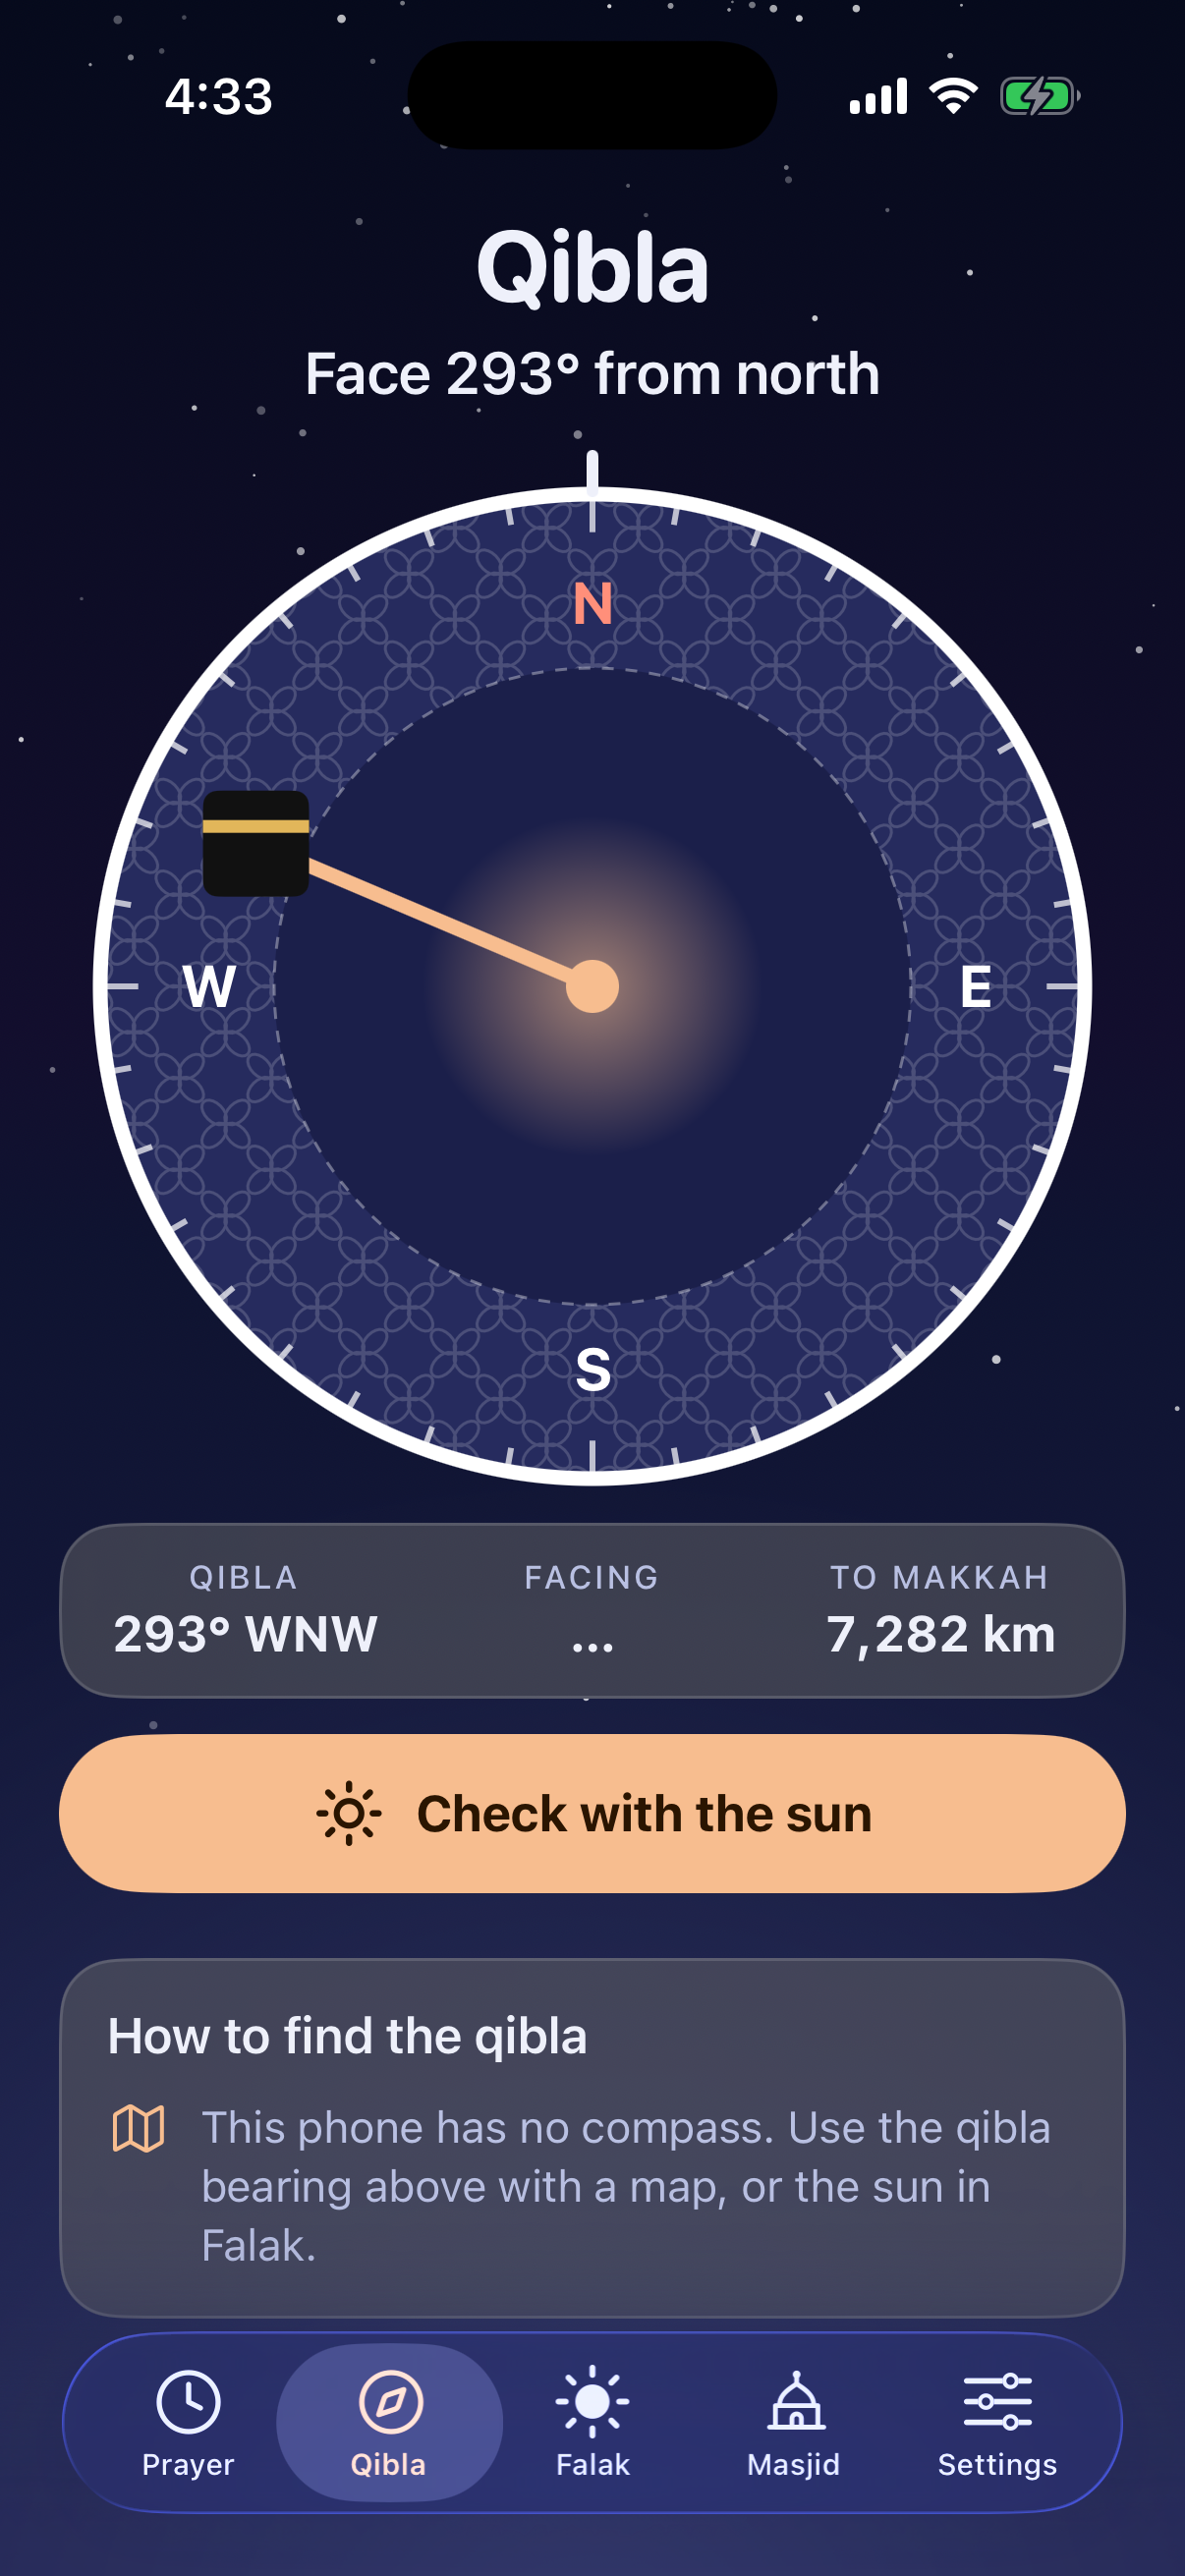 4:33
Qibla
Face 293° from north
N
W
E
S
QIBLA
293° WNW
FACING
...
TO MAKKAH
7,282 km
Check with the sun
How to find the qibla
This phone has no compass. Use the qibla
bearing above with a map, or the sun in
Falak.
Prayer
Qibla
Falak
Masjid
Settings